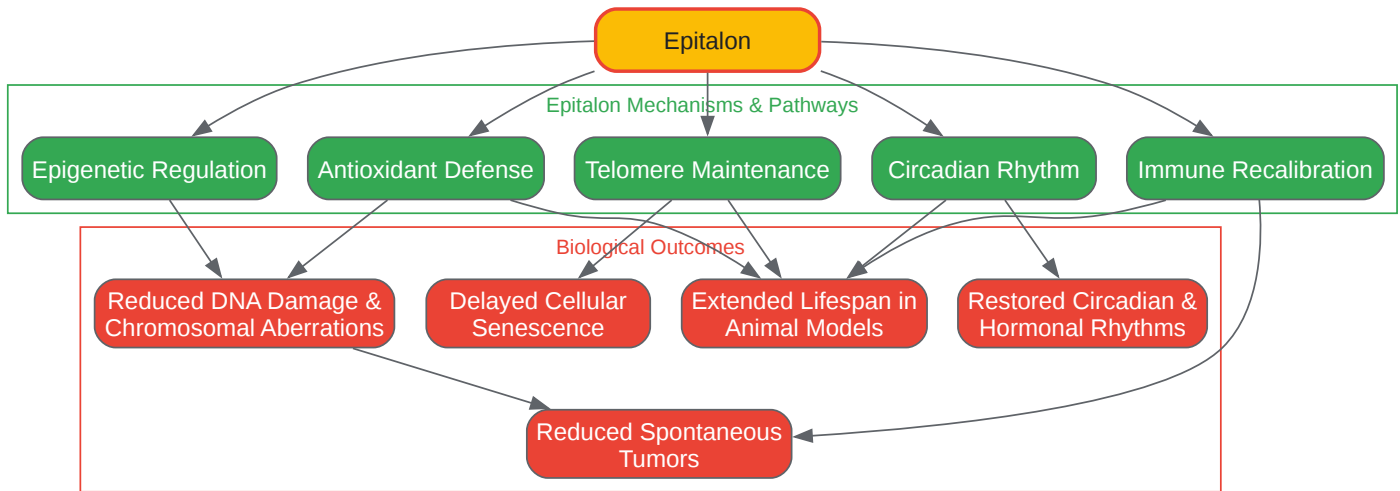 Epitalon
Epitalon Mechanisms & Pathways
Epigenetic Regulation
Antioxidant Defense
Telomere Maintenance
Circadian Rhythm
Immune Recalibration
Biological Outcomes
Reduced DNA Damage &
Chromosomal Aberrations
Delayed Cellular
Senescence
Extended Lifespan in
Animal Models
Restored Circadian &
Hormonal Rhythms
Reduced Spontaneous
Tumors